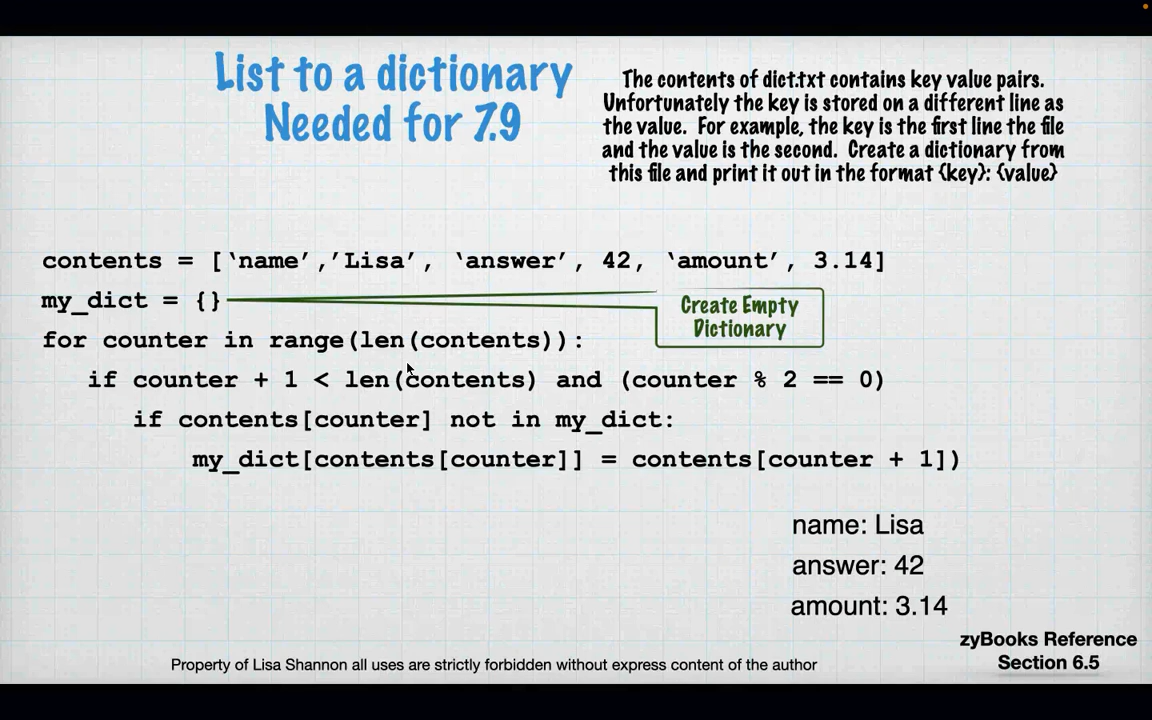 List to a dictionary
Needed for 7.9
The contents of dict.txt contains key value pairs.
Unfortunately the key is stored on a different line as
the value. For example, the key is the first line the file
and the value is the second. Create a dictionary from
this file and print it out in the format {key}: {value}
contents = [‘name’,’Lisa’, ‘answer’, 42, ‘amount’, 3.14]
my_dict = {}
Create Empty
Dictionary
for counter in range(len(contents)):
if counter + 1 < len(contents) and (counter % 2 == 0)
if contents[counter] not in my_dict:
my_dict[contents[counter]] = contents[counter + 1])
name: Lisa
answer: 42
amount: 3.14
zyBooks Reference
Section 6.5
Property of Lisa Shannon all uses are strictly forbidden without express content of the author